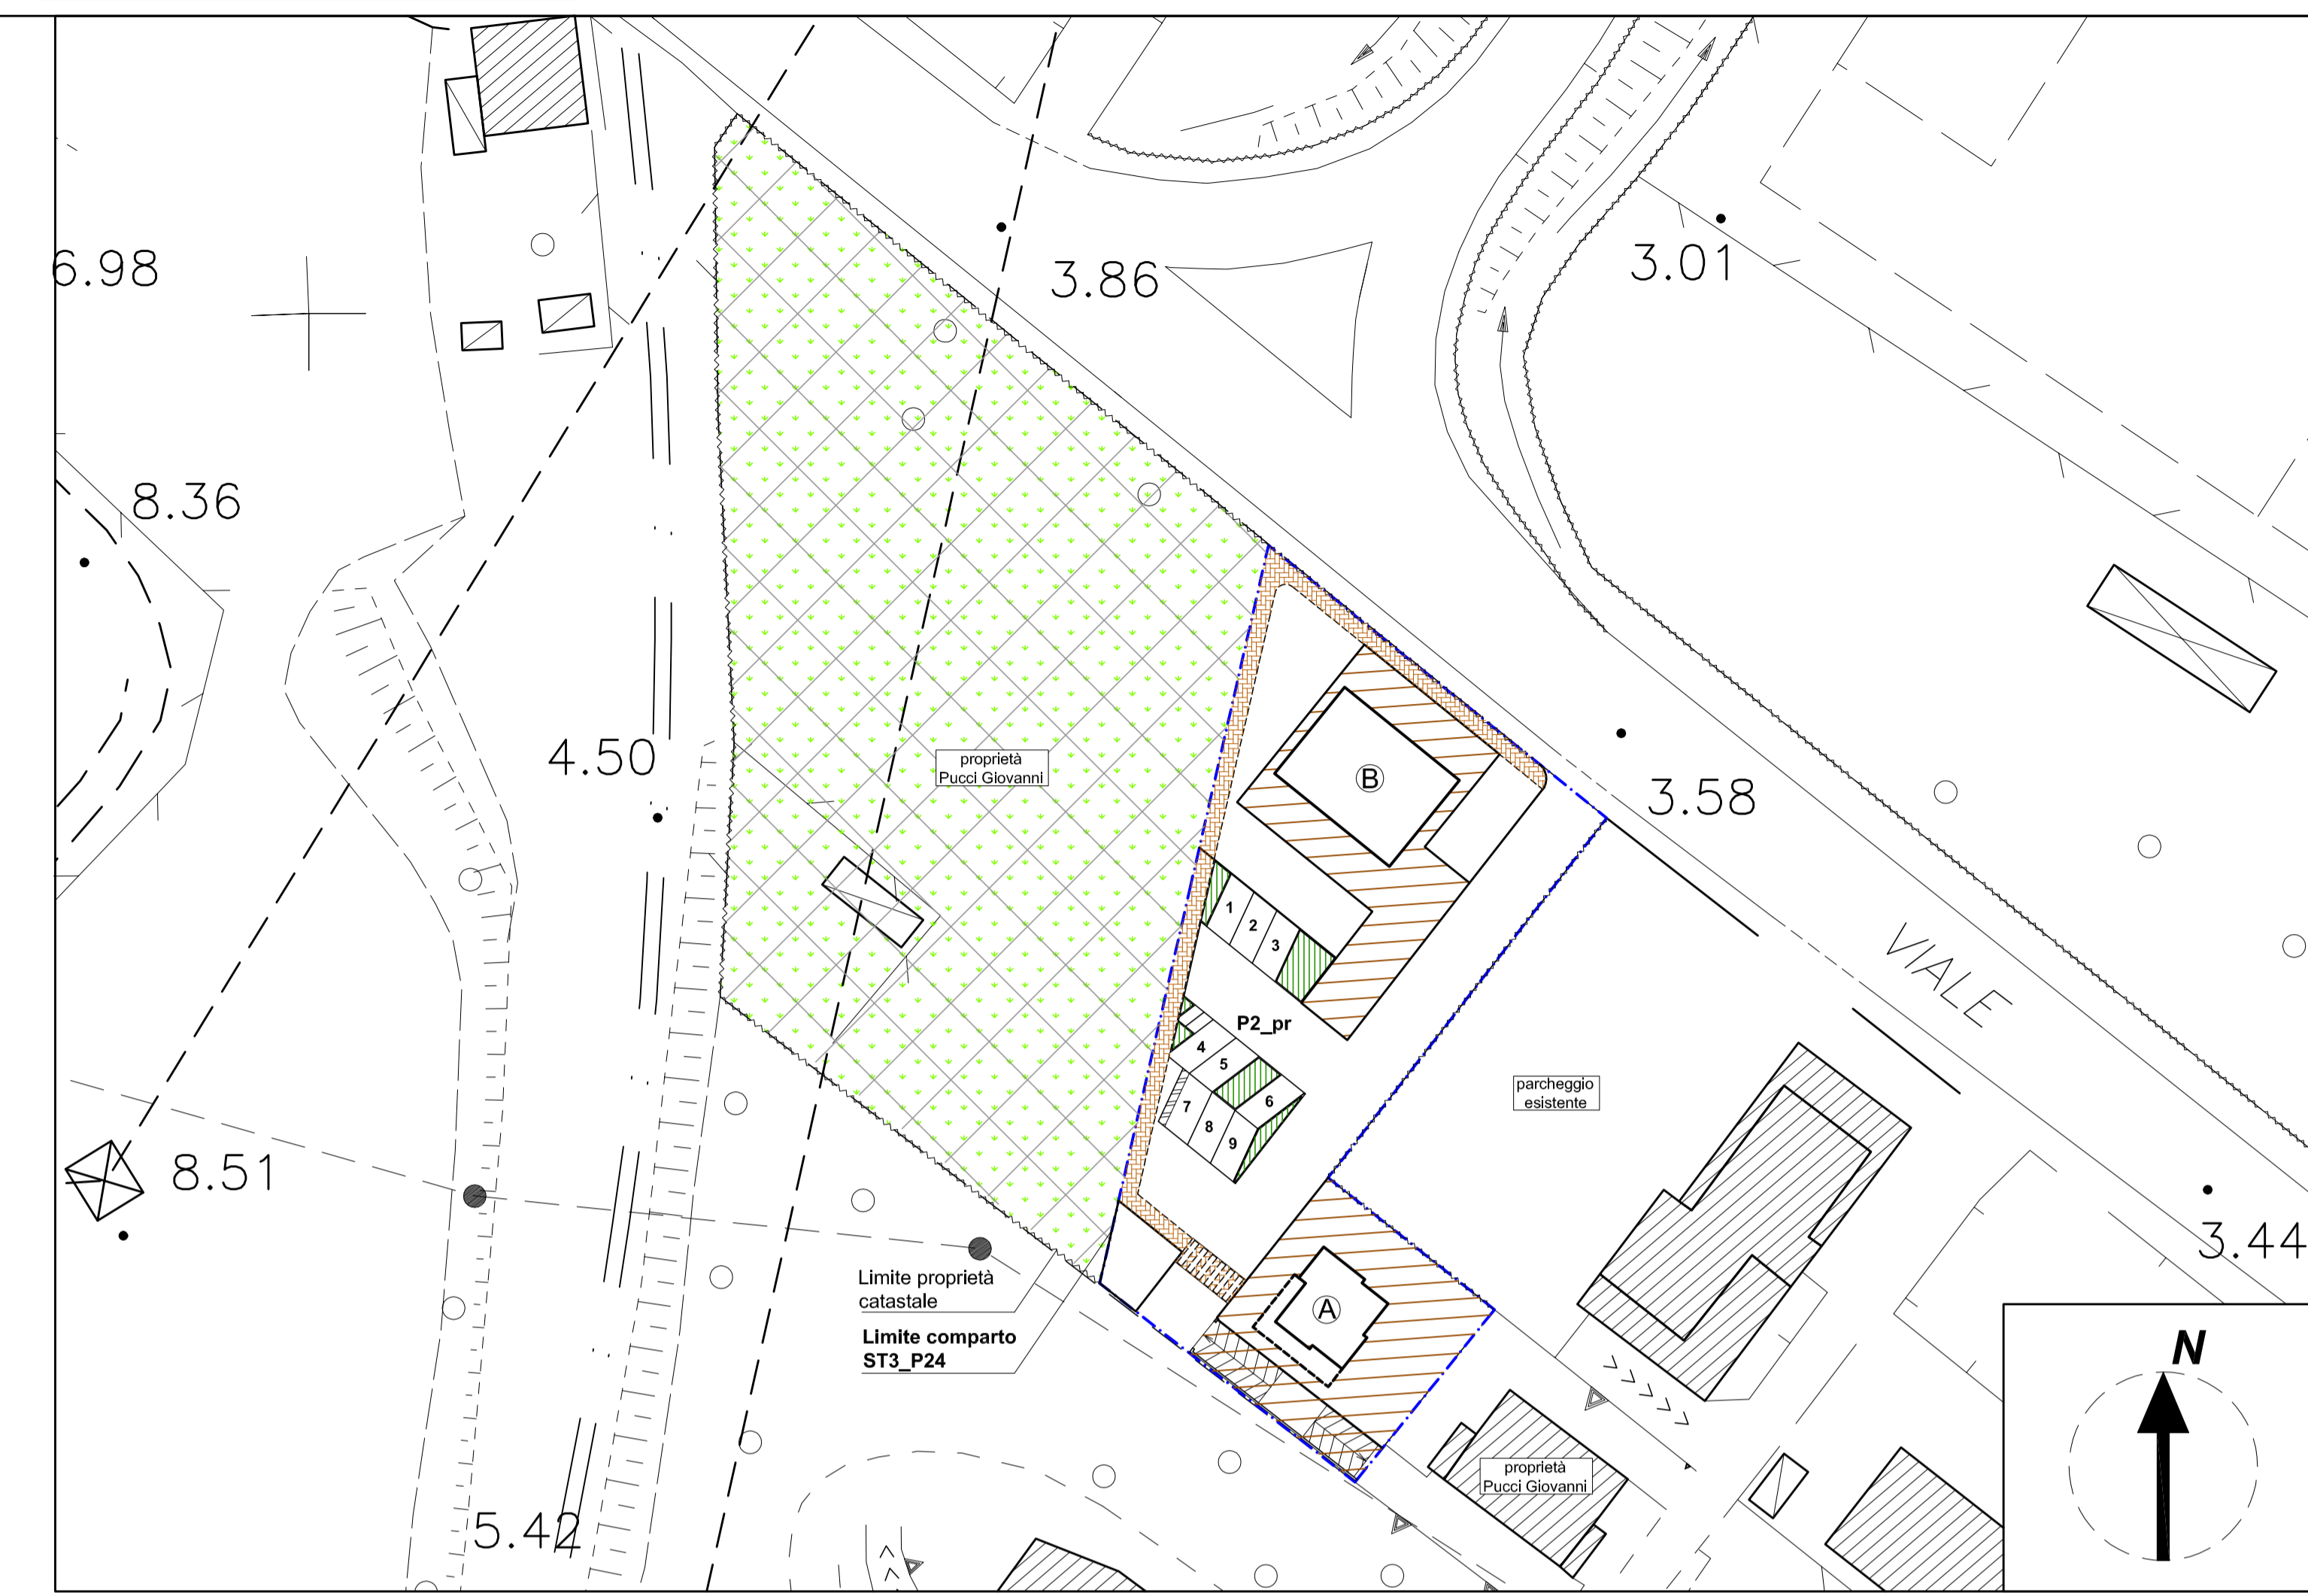 6.98
3.86
3.01
8.36
4.50
proprietà
Pucci Giovanni
B
3.58
1
2
3
VIALE
P2_pr
4
5
6
7
8
9
parcheggio
esistente
8.51
3.44
Limite proprietà
catastale
Limite comparto
ST3_P24
A
N
proprietà
Pucci Giovanni
5.42